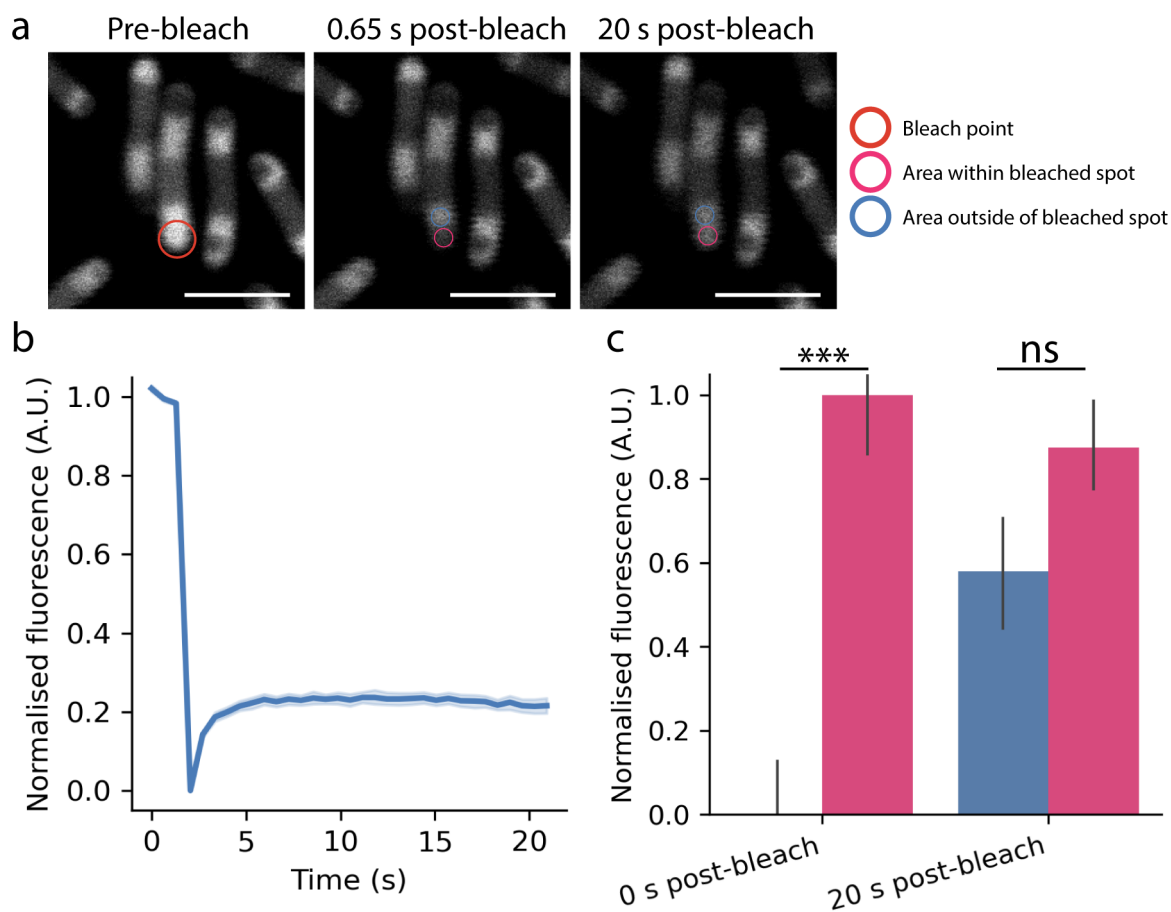 a
Pre-bleach
0.65 s post-bleach
20 s post-bleach
Bleach point
Area within bleached spot
Area outside of bleached spot
b
Normalised fluorescence (A.U.)
1.0
0.8
0.6
0.4
0.2
0.0
0
5
10
15
20
Time (s)
c
***
ns
Normalised fluorescence (A.U.)
1.0
0.8
0.6
0.4
0.2
0.0
0 s post-bleach
20 s post-bleach